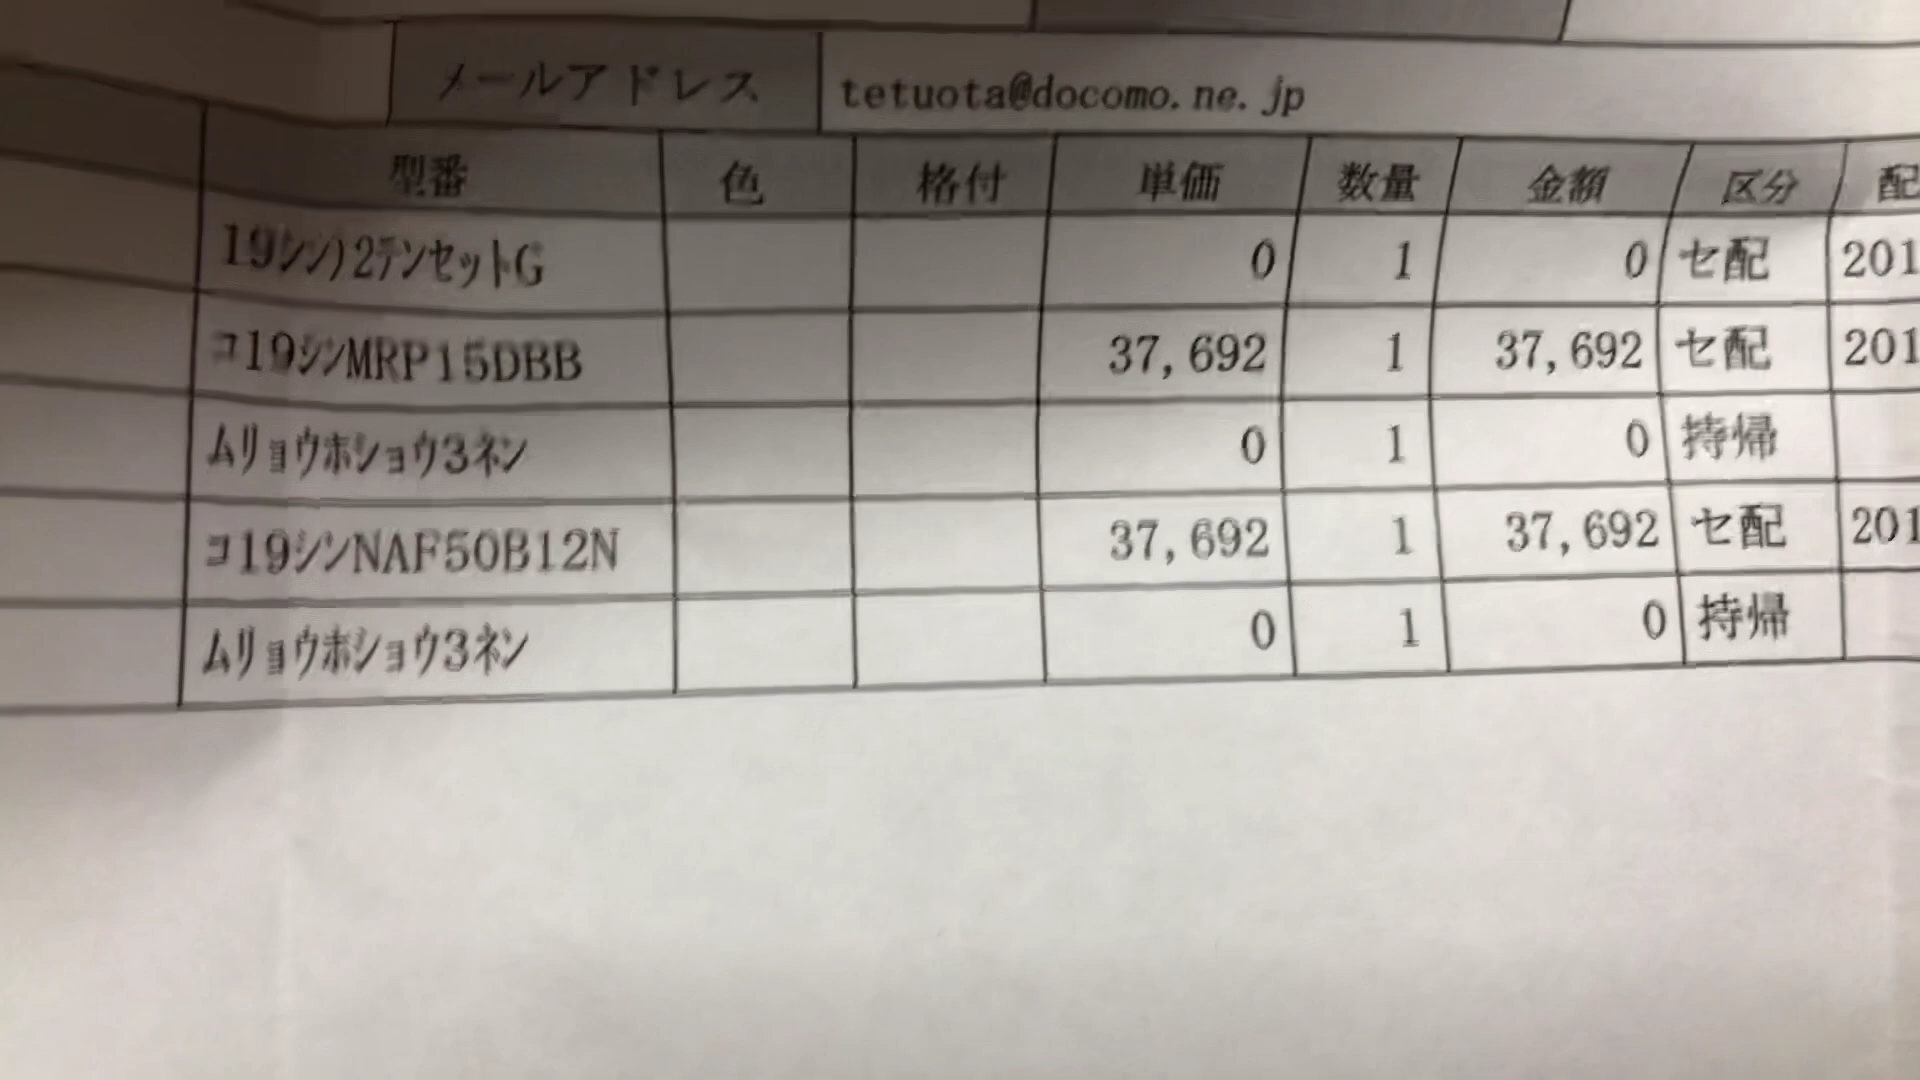 メールアドレス tetuota@docomo.ne.jp
型番 色 格付 単価 数量 金額 区分 配
19シン)2テンセットG 0 1 0 セ配 201
コ19シンMRP15DBB 37,692 1 37,692 セ配 201
ムリョウホショウ3ネン 0 1 0 持帰
コ19シンNAF50B12N 37,692 1 37,692 セ配 201
ムリョウホショウ3ネン 0 1 0 持帰